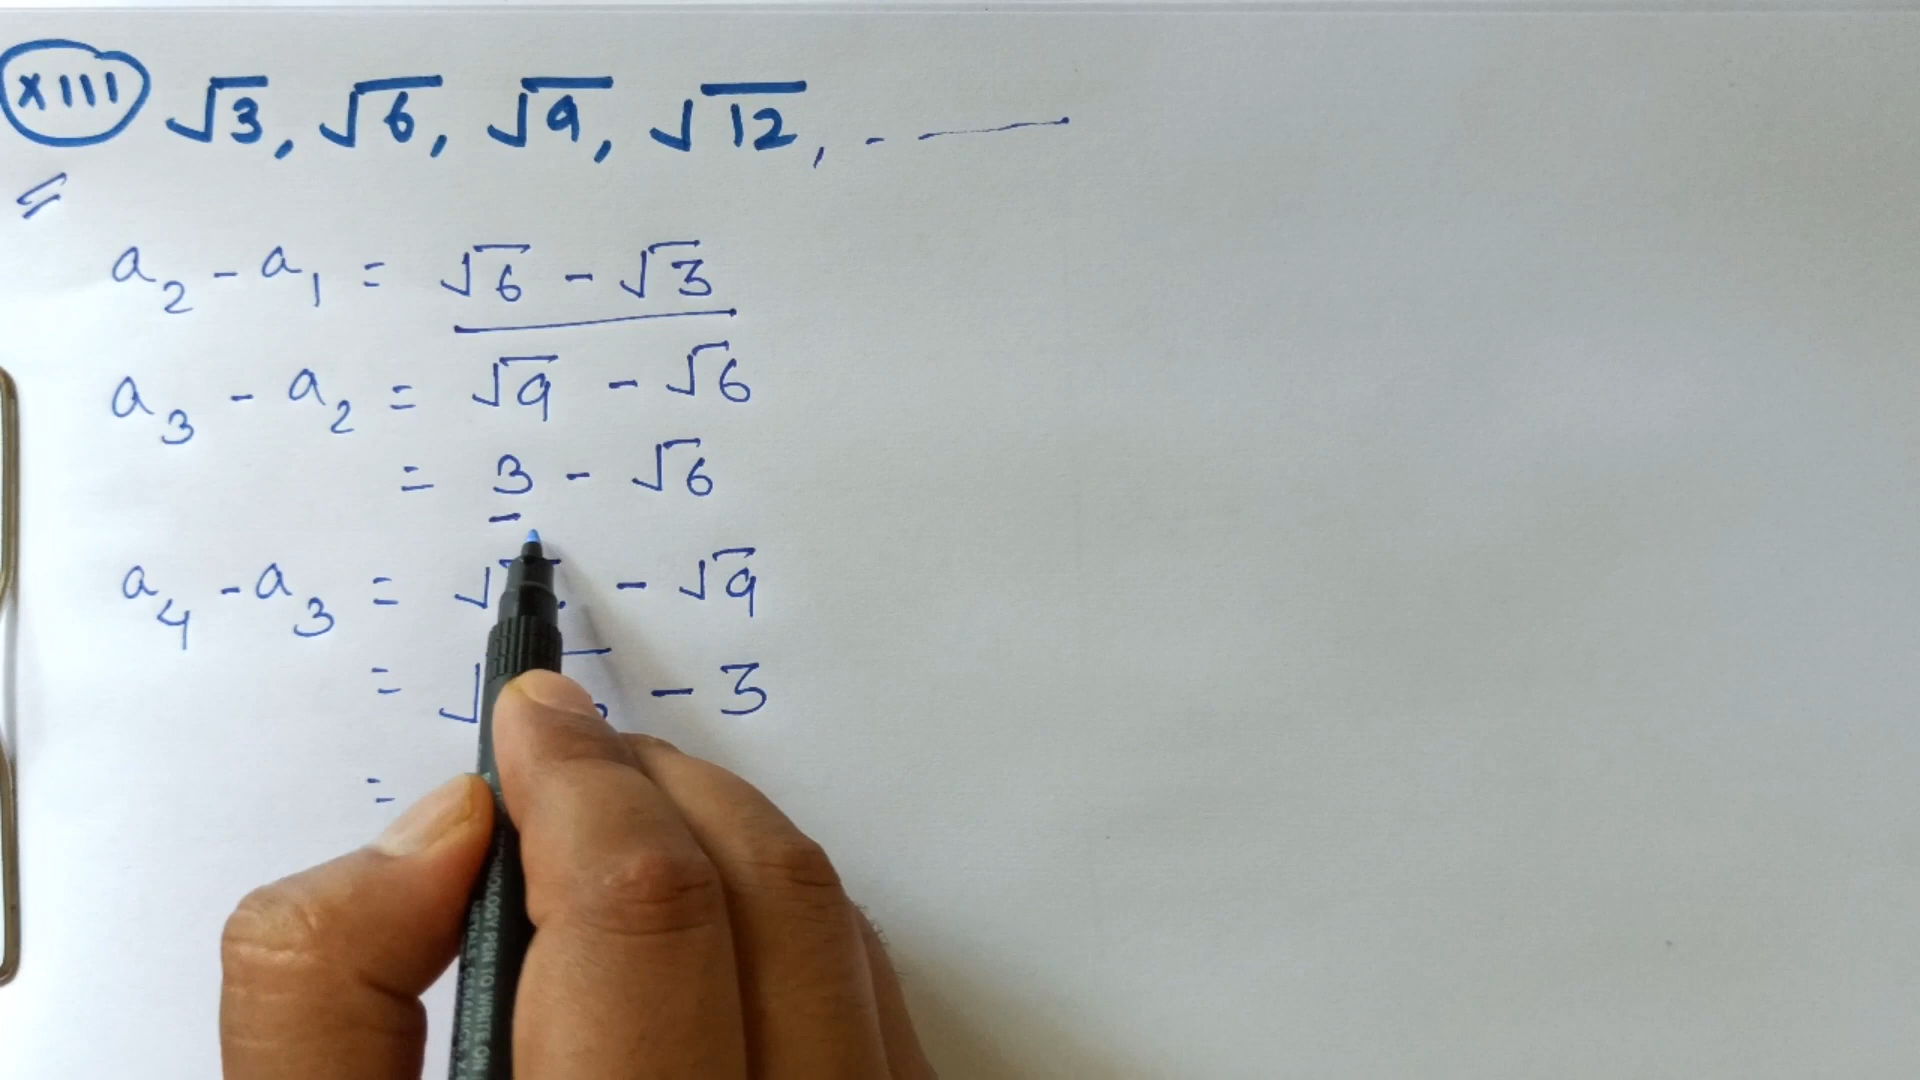 XIII √3, √6, √9, √12, . ——
a₂ - a₁ = √6 - √3
a₃ - a₂ = √9 - √6
= 3 - √6
a₄ - a₃ = √ - √9
= √ - 3
=